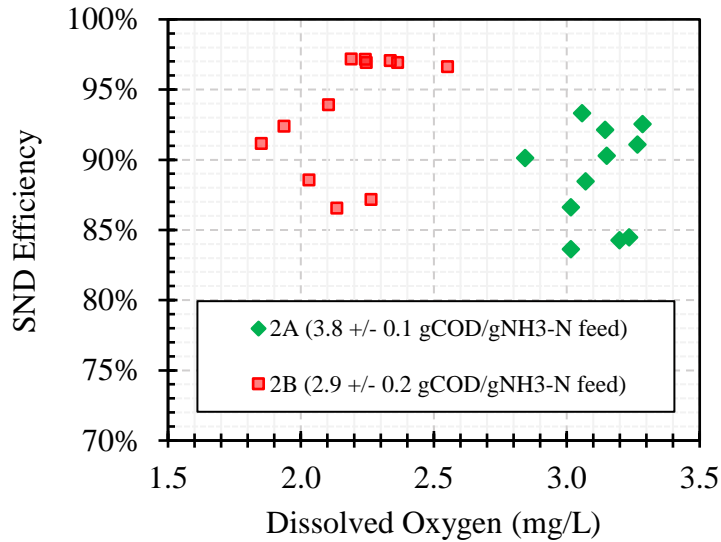 100%
95%
90%
85%
80%
75%
70%
SND Efficiency
2A (3.8 +/- 0.1 gCOD/gNH3-N feed)
2B (2.9 +/- 0.2 gCOD/gNH3-N feed)
1.5 2.0 2.5 3.0 3.5
Dissolved Oxygen (mg/L)